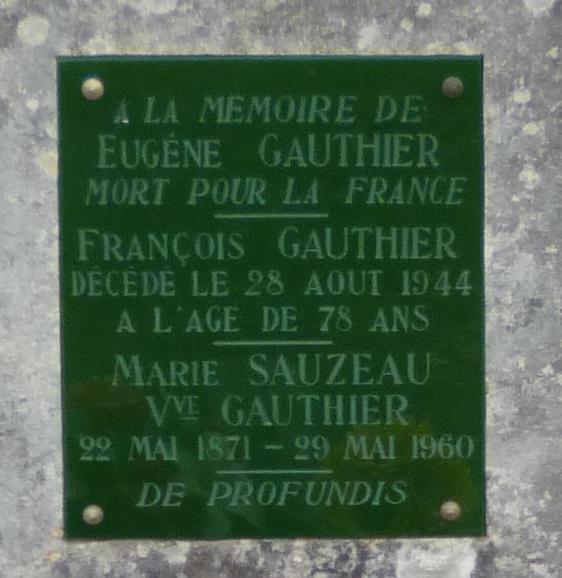 A LA MÉMOIRE DE
EUGÈNE GAUTHIER
MORT POUR LA FRANCE
FRANÇOIS GAUTHIER
DÉCÉDÉ LE 28 AOUT 1944
A L'AGE DE 78 ANS
MARIE SAUZEAU
VVE GAUTHIER
22 MAI 1871 - 29 MAI 1960
DE PROFUNDIS